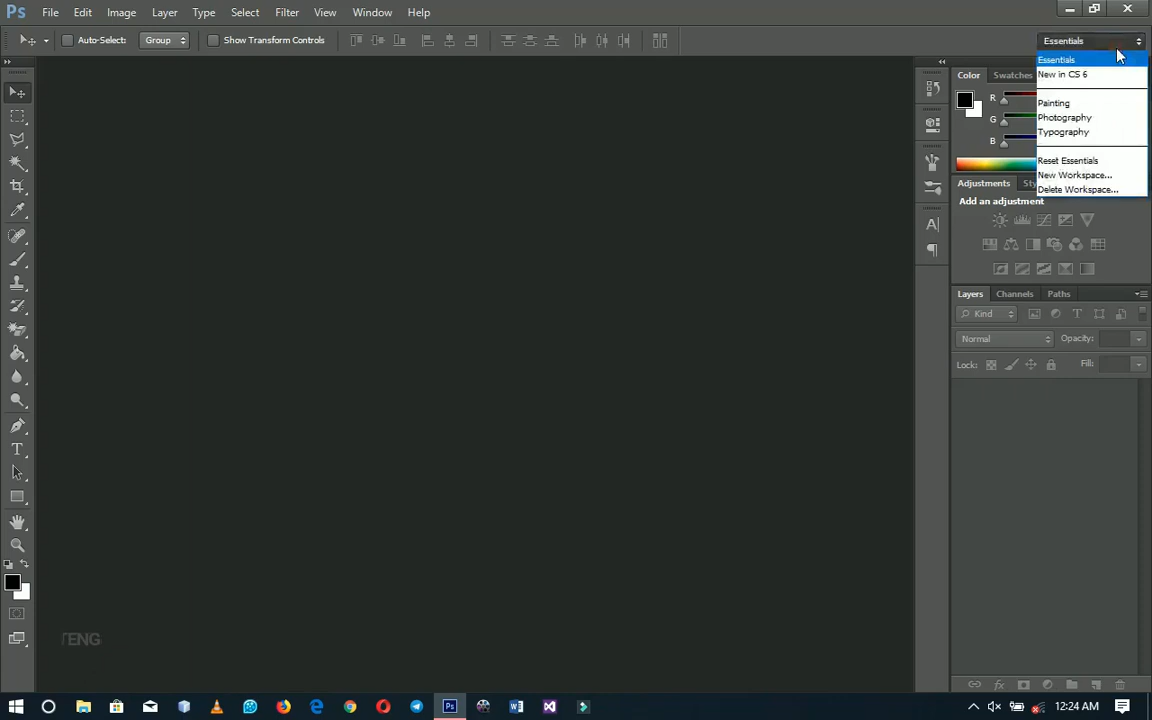 Ps File Edit Image Layer Type Select Filter View Window Help
Auto-Select: Group Show Transform Controls
Essentials
Essentials
New in CS 6
Painting
Photography
Typography
Reset Essentials
New Workspace...
Delete Workspace...
Color Swatches
R
G
B
Adjustments
Add an adjustment
Layers Channels Paths
Kind
Normal Opacity:
Lock: Fill:
TENG
12:24 AM